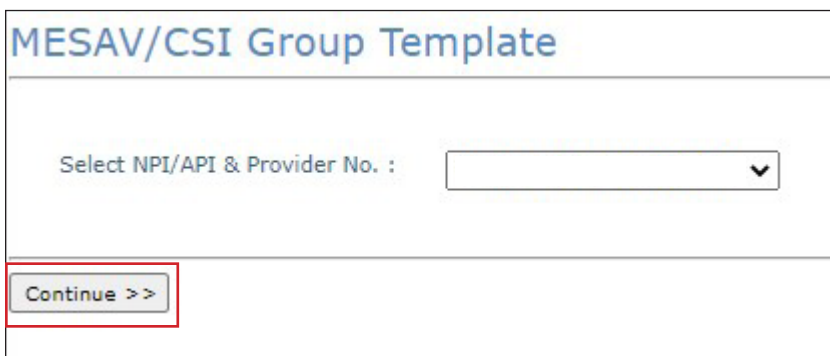 MESAV/CSI Group Template
Select NPI/API & Provider No. :
Continue >>